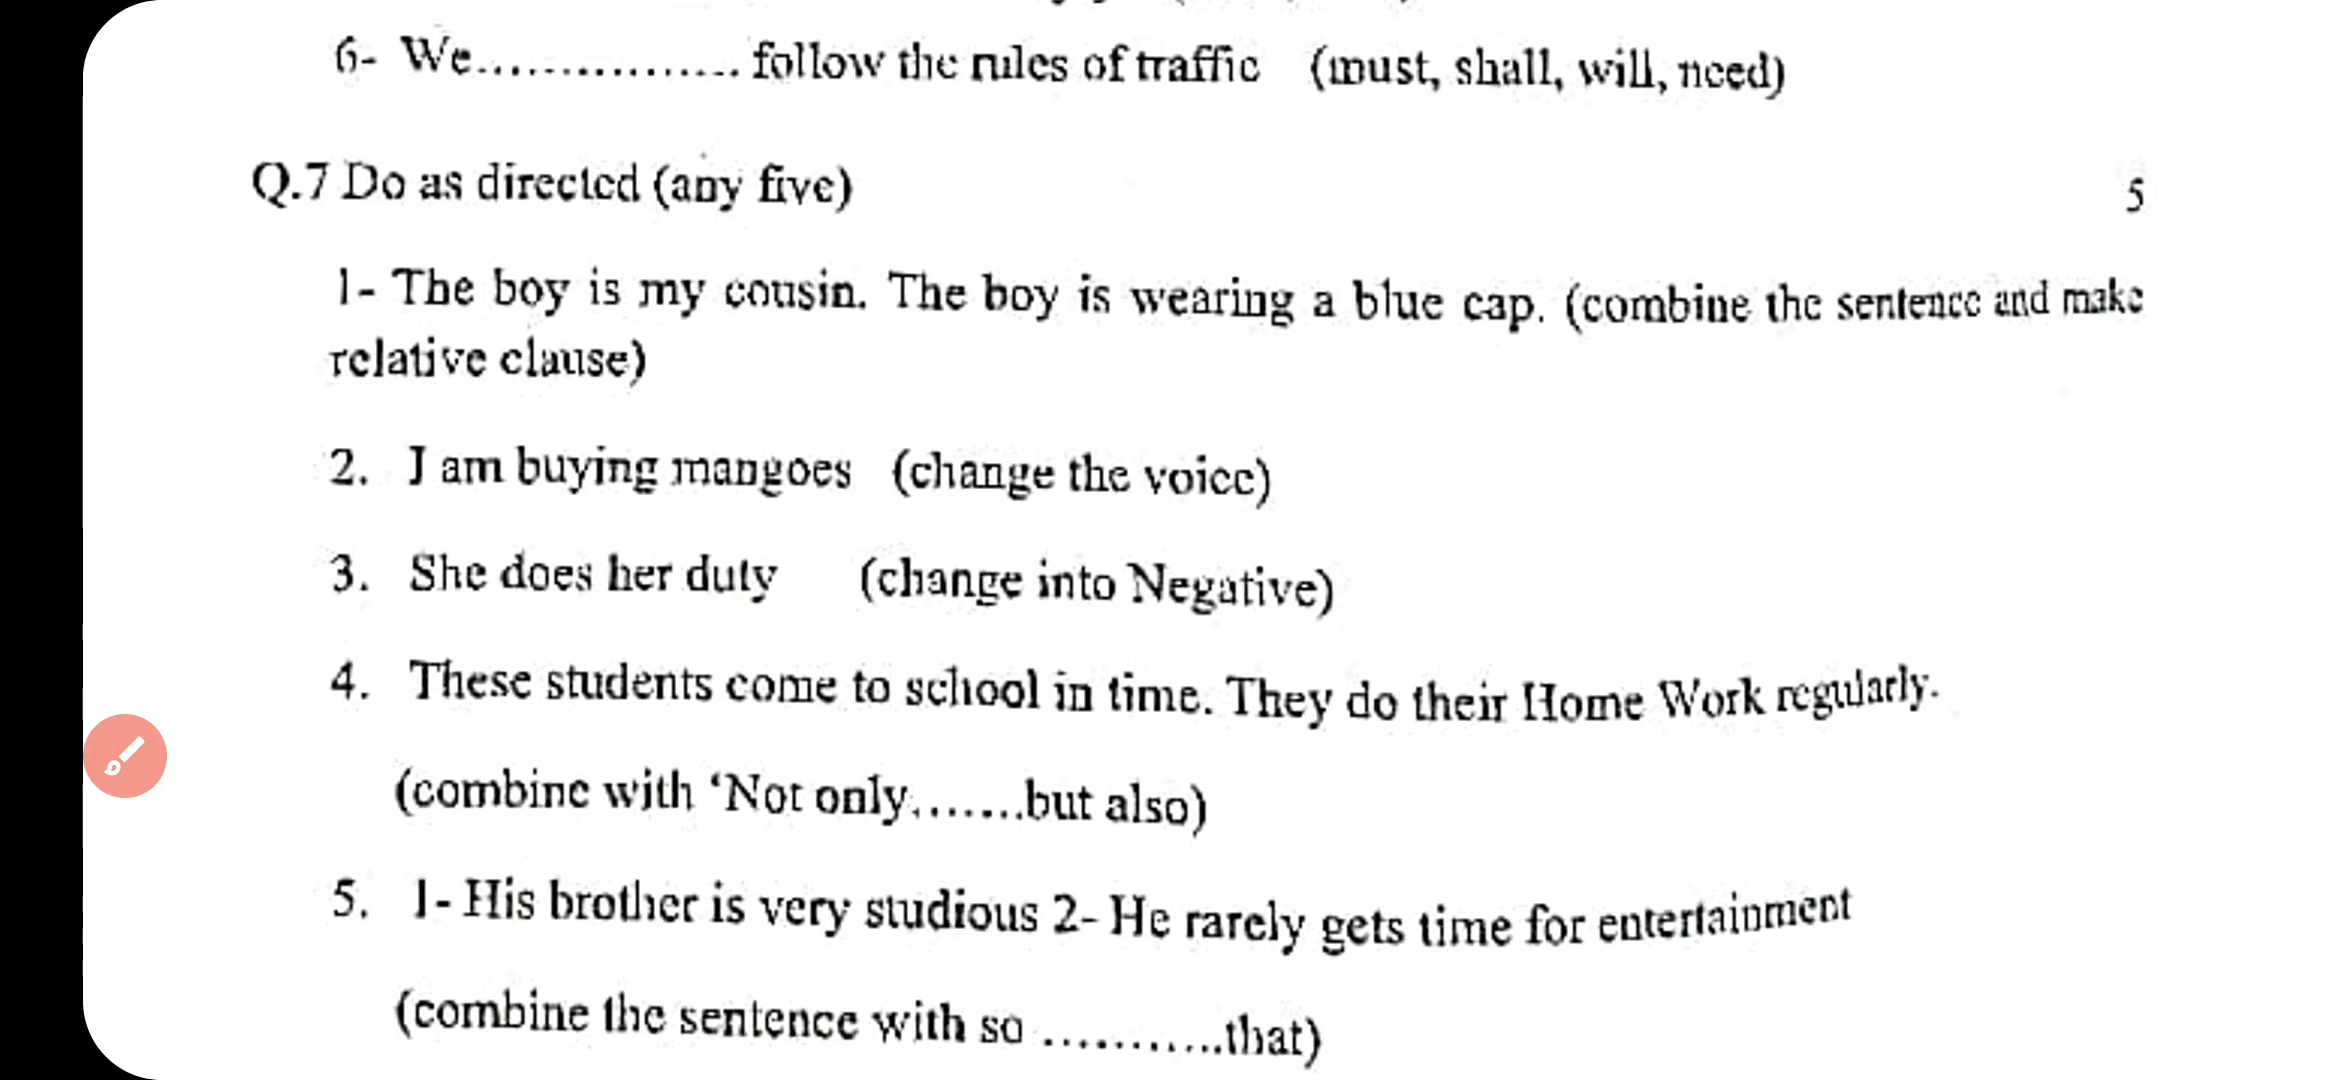 6- We.................. follow the rules of traffic (must, shall, will, need)
Q.7 Do as directed (any five) 5
1- The boy is my cousin. The boy is wearing a blue cap. (combine the sentence and make
relative clause)
2. I am buying mangoes (change the voice)
3. She does her duty (change into Negative)
4. These students come to school in time. They do their Home Work regularly.
(combine with ‘Not only.......but also)
5. 1- His brother is very studious 2- He rarely gets time for entertainment
(combine the sentence with so ...........that)